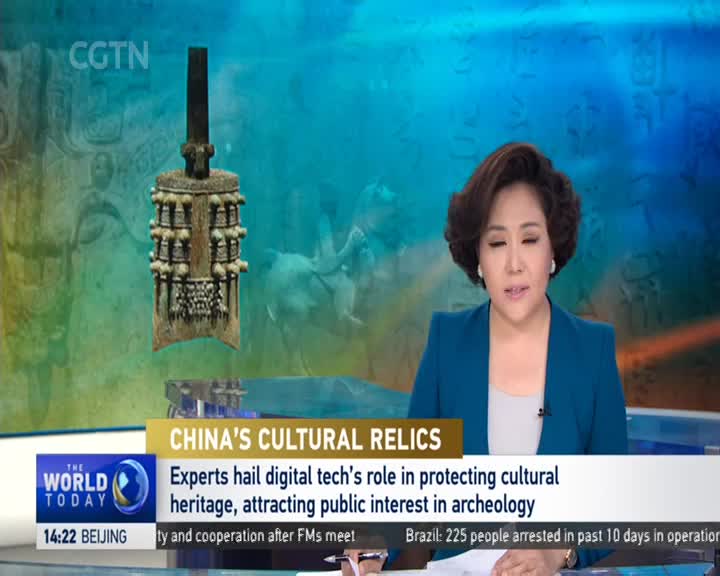 CGTN
CHINA'S CULTURAL RELICS
Experts hail digital tech's role in protecting cultural
heritage, attracting public interest in archeology
THE
WORLD
TODAY
14:22 BEIJING
ty and cooperation after FMs meet Brazil: 225 people arrested in past 10 days in operation